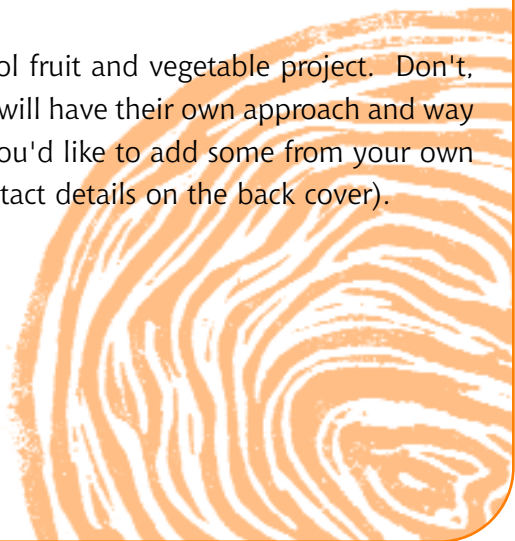 ol fruit and vegetable project. Don't,
will have their own approach and way
ou'd like to add some from your own
tact details on the back cover).